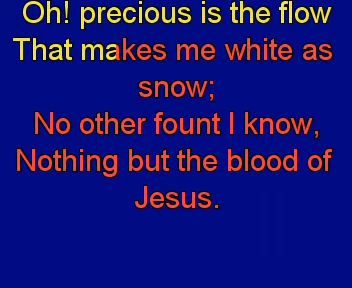 Oh! precious is the flow
That makes me white as
snow;
No other fount I know,
Nothing but the blood of
Jesus.